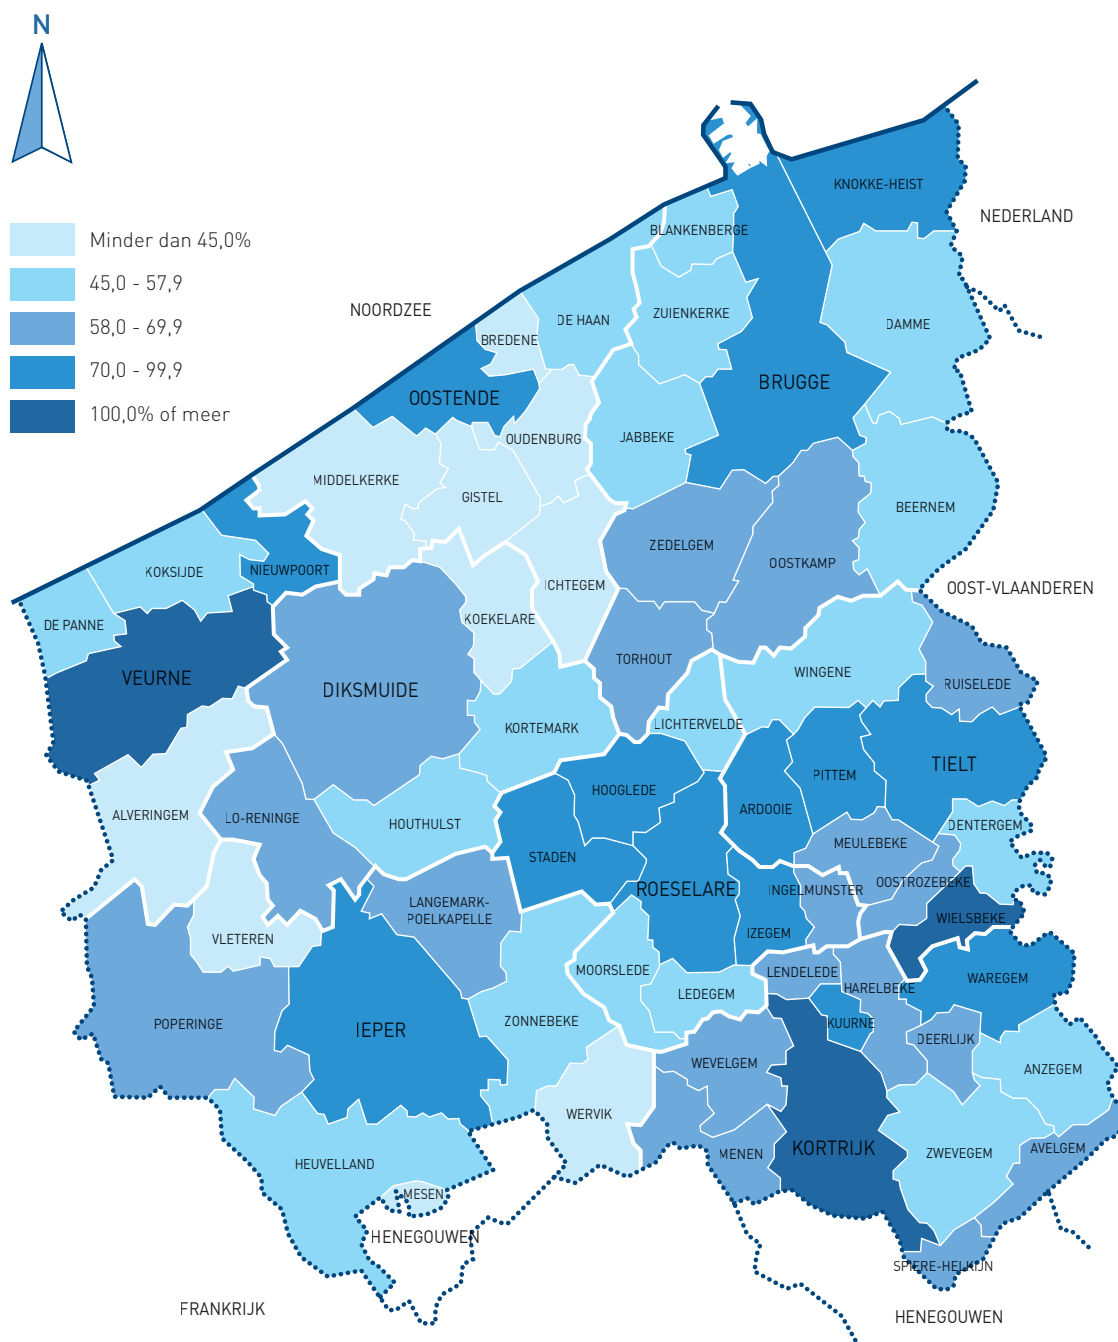 N
Minder dan 45,0%
45,0 - 57,9
58,0 - 69,9
70,0 - 99,9
100,0% of meer
KNOKKE-HEIST
NEDERLAND
BLANKENBERGE
NOORDZEE
DE HAAN
ZUIENKERKE
DAMME
BREDENE
BRUGGE
OOSTENDE
OUDENBURG
JABBEKE
MIDDELKERKE
GISTEL
BEERNEM
ZEDELGEM
OOSTKAMP
KOKSIJDE
NIEUWPOORT
ICHTEGEM
OOST-VLAANDEREN
DE PANNE
KOEKELARE
TORHOUT
VEURNE
DIKSMUIDE
WINGENE
RUISELEDE
KORTEMARK
LICHTERVELDE
TIELT
PITTEM
HOOGLEDE
ARDOOIE
ALVERINGEM
LO-RENINGE
HOUTHULST
DENTERGEM
MEULEBEKE
STADEN
OOSTROZEBEKE
ROESELARE
INGELMUNSTER
LANGEMARK-
POELKAPELLE
WIELSBEKE
VLETEREN
IZEGEM
MOORSLEDE
LENDELEDE
WAREGEM
HARELBEKE
LEDEGEM
POPERINGE
IEPER
ZONNEBEKE
KUURNE
DEERLIJK
WEVELGEM
ANZEGEM
WERVIK
KORTRIJK
AVELGEM
MENEN
ZWEVEGEM
HEUVELLAND
MESEN
HENEGOUWEN
SPIERE-HELKIJN
FRANKRIJK
HENEGOUWEN